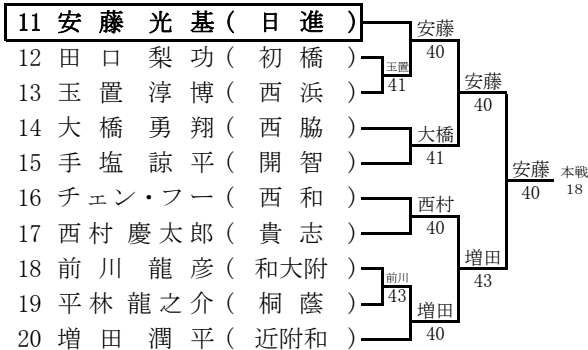 11 安藤 光基 ( 日進 )
12 田口 梨功 ( 初橋 )
13 玉置 淳博 ( 西浜 )
14 大橋 勇翔 ( 西脇 )
15 手塩 諒平 ( 開智 )
16 チェン・フー ( 西和 )
17 西村 慶太郎 ( 貴志 )
18 前川 龍彦 ( 和大附 )
19 平林 龍之介 ( 桐蔭 )
20 増田 潤平 ( 近附和 )
安藤
40
玉置
41
安藤
40
大橋
41
安藤
40
本戦
18
西村
40
増田
43
前川
43
増田
40